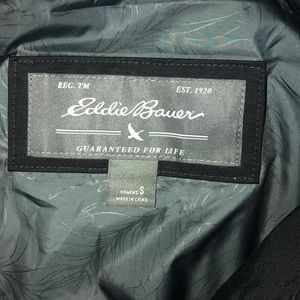 REG. TM EST. 1920
Eddie Bauer
GUARANTEED FOR LIFE
WOMEN'S S
MADE IN CHINA